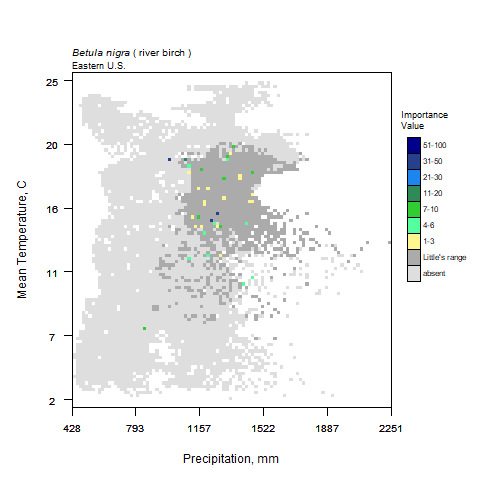 Betula nigra ( river birch )
Eastern U.S.
Importance
Value
51-100
31-50
21-30
11-20
7-10
4-6
1-3
Little's range
absent
Mean Temperature, C
25
20
16
11
7
2
428 793 1157 1522 1887 2251
Precipitation, mm